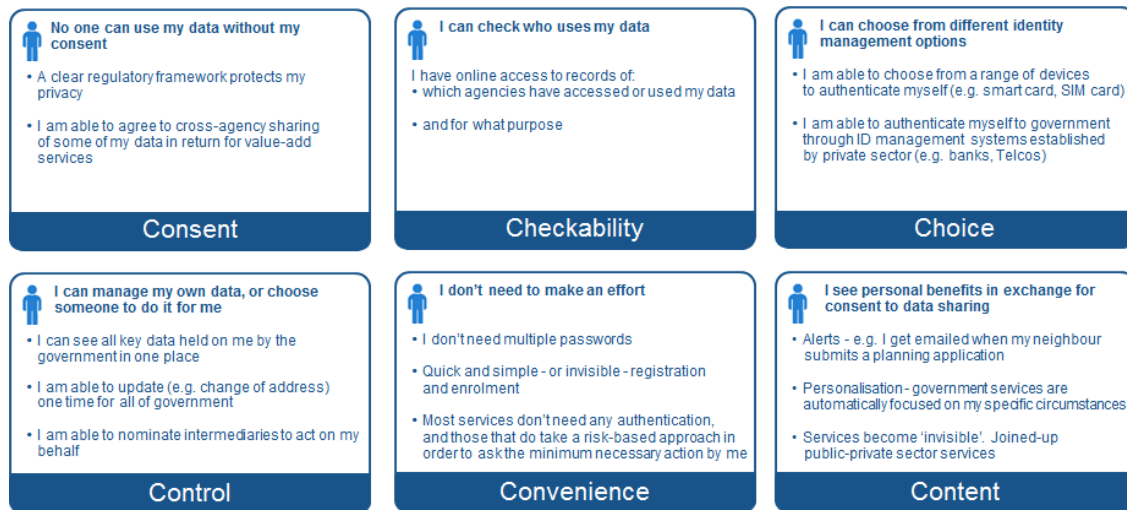 No one can use my data without my
consent
• A clear regulatory framework protects my
privacy
• I am able to agree to cross-agency sharing
of some of my data in return for value-add
services
Consent
I can check who uses my data
I have online access to records of:
• which agencies have accessed or used my data
• and for what purpose
Checkability
I can choose from different identity
management options
• I am able to choose from a range of devices
to authenticate myself (e.g. smart card, SIM card)
• I am able to authenticate myself to government
through ID management systems established
by private sector (e.g. banks, Telcos)
Choice
I can manage my own data, or choose
someone to do it for me
• I can see all key data held on me by the
government in one place
• I am able to update (e.g. change of address)
one time for all of government
• I am able to nominate intermediaries to act on my
behalf
Control
I don't need to make an effort
• I don't need multiple passwords
• Quick and simple - or invisible - registration
and enrolment
• Most services don't need any authentication,
and those that do take a risk-based approach in
order to ask the minimum necessary action by me
Convenience
I see personal benefits in exchange for
consent to data sharing
• Alerts - e.g. I get emailed when my neighbour
submits a planning application
• Personalisation - government services are
automatically focused on my specific circumstances
• Services become 'invisible'. Joined-up
public-private sector services
Content